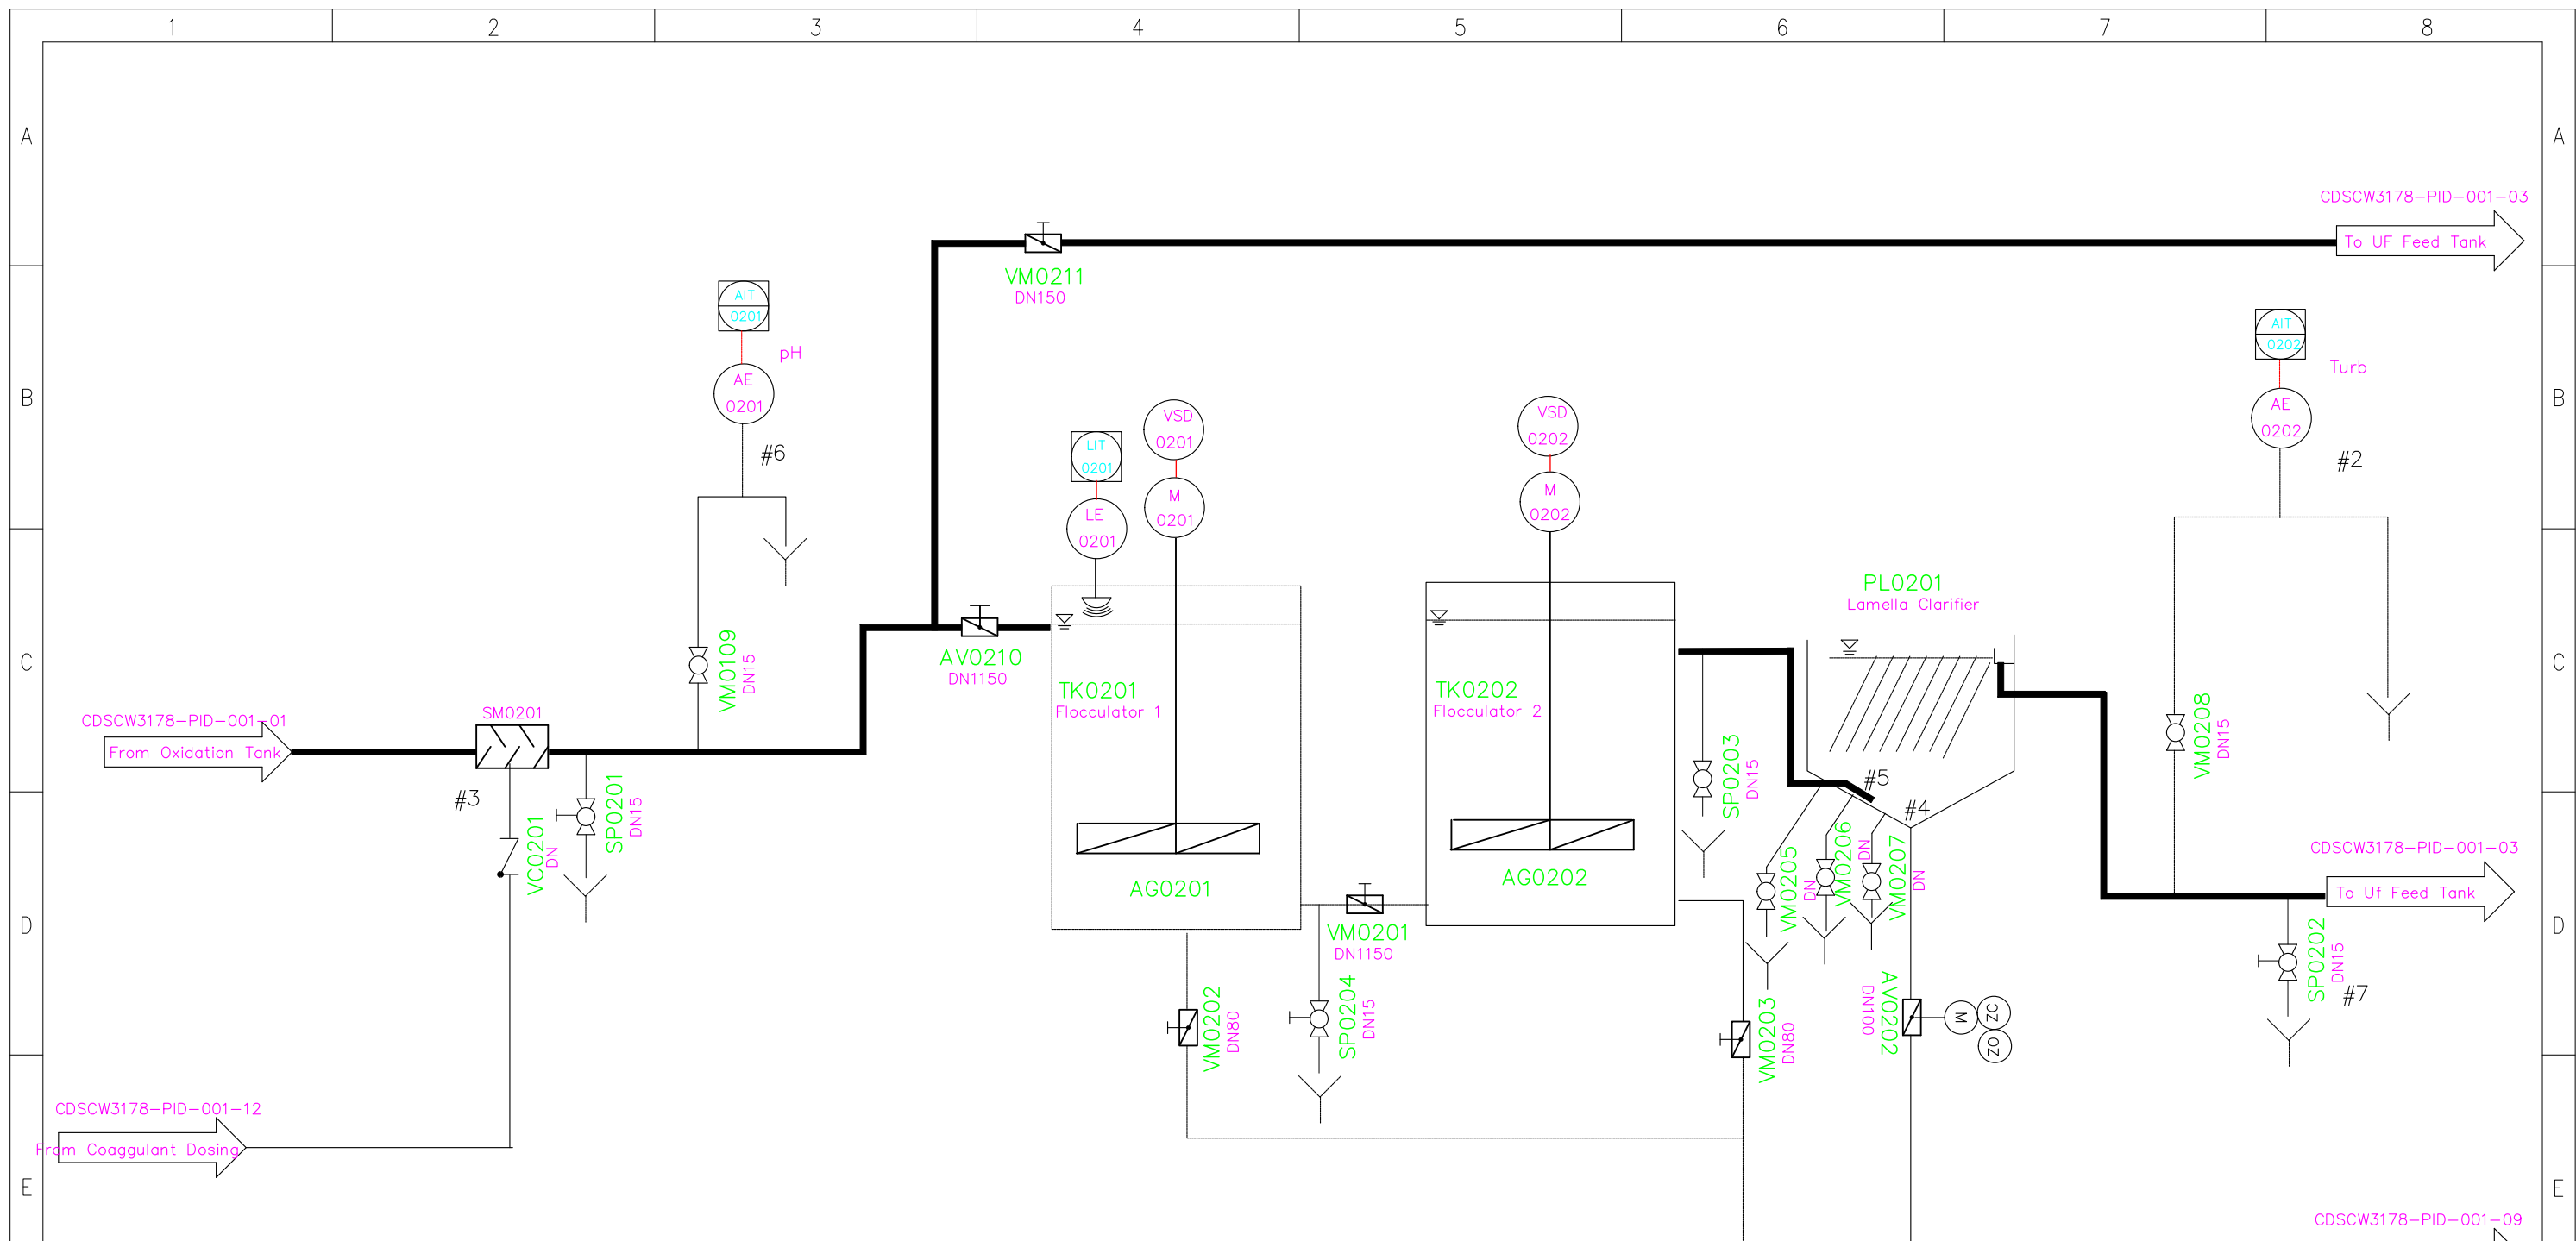 1 2 3 4 5 6 7 8
A
A
CDSCW3178-PID-001-03
To UF Feed Tank
VM0211
DN150
AIT
0201
pH
AE
0201
#6
AIT
0202
Turb
AE
0202
#2
B
B
VSD
0201
LIT
0201
M
0201
LE
0201
VSD
0202
M
0202
PL0201
Lamella Clarifier
C
C
VM0109
DN15
AV0210
DN1150
TK0201
Flocculator 1
TK0202
Flocculator 2
CDSCW3178-PID-001-01
From Oxidation Tank
SM0201
#3
VC0201
DN
SP0201
DN15
SP0203
DN15
#5
#4
VM0208
DN15
AG0201
AG0202
VM0205
DN
VM0206
DN
VM0207
DN
CDSCW3178-PID-001-03
To Uf Feed Tank
D
D
VM0201
DN1150
VM0202
DN80
SP0204
DN15
VM0203
DN80
AV0202
DN100
M
ZC
ZO
SP0202
DN15
#7
CDSCW3178-PID-001-12
From Coaggulant Dosing
E
E
CDSCW3178-PID-001-09